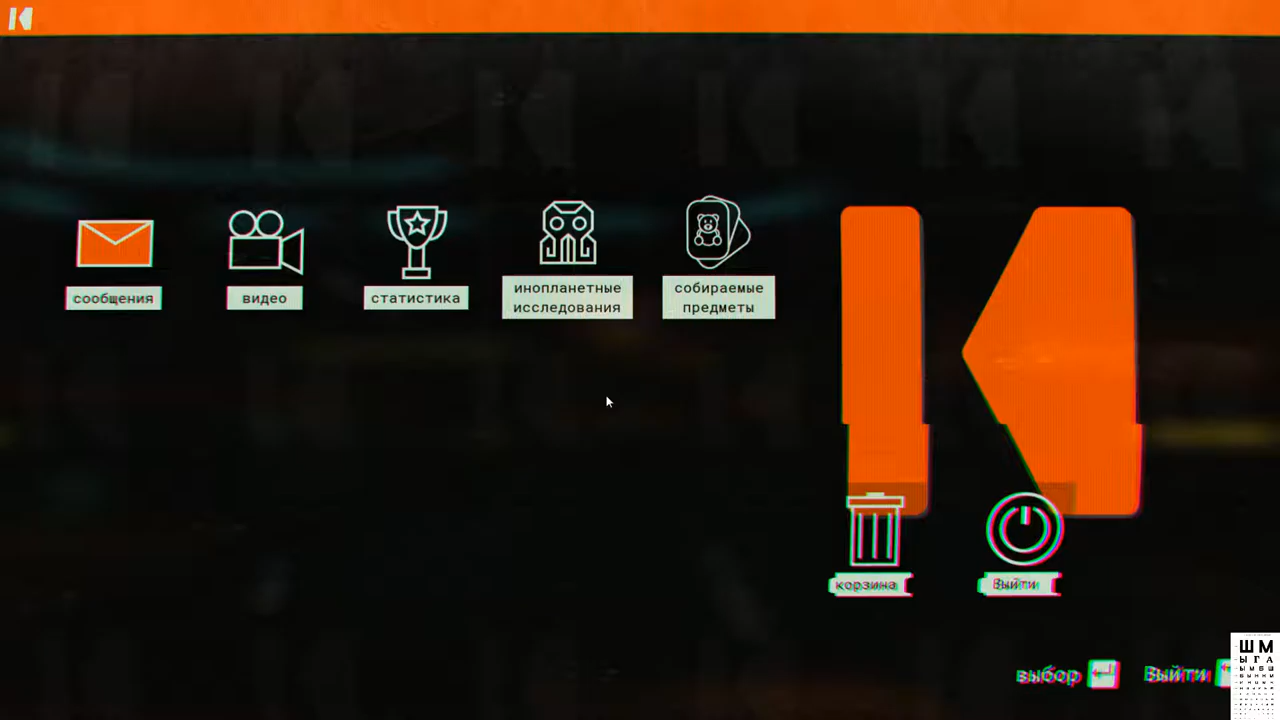 сообщения
видео
статистика
инопланетные
исследования
собираемые
предметы
корзина
Выйти
выбор
Выйти
Ш М
Ы Г А